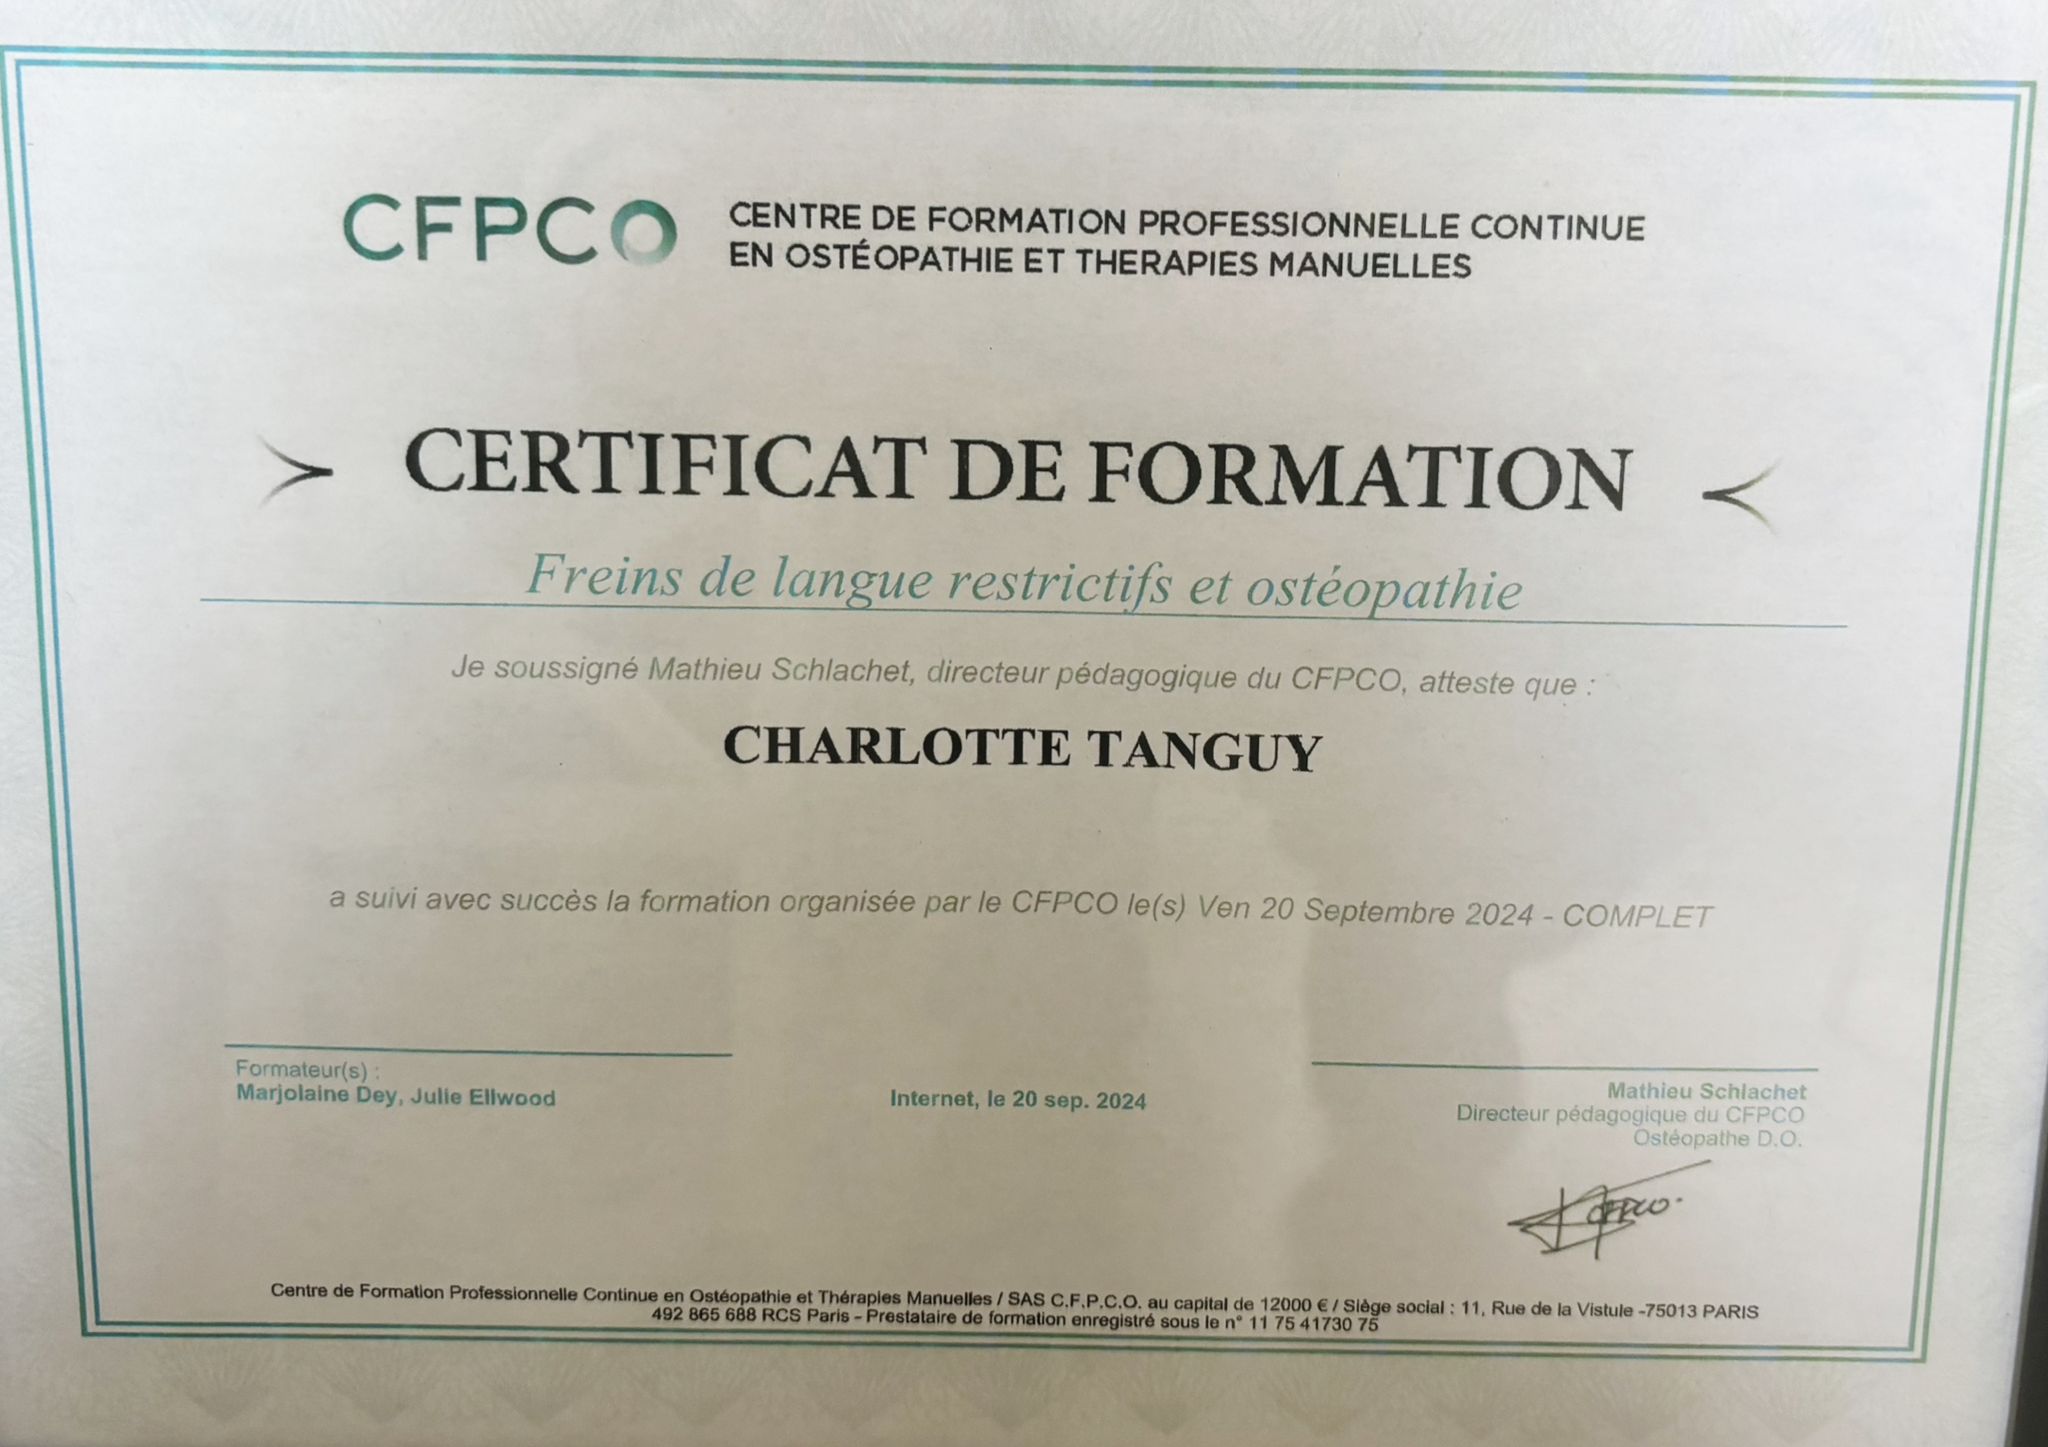 CFPCO
CENTRE DE FORMATION PROFESSIONNELLE CONTINUE
EN OSTÉOPATHIE ET THERAPIES MANUELLES
CERTIFICAT DE FORMATION
Freins de langue restrictifs et ostéopathie
Je soussigné Mathieu Schlachet, directeur pédagogique du CFPCO, atteste que :
CHARLOTTE TANGUY
a suivi avec succès la formation organisée par le CFPCO le(s) Ven 20 Septembre 2024 - COMPLET
Formateur(s) :
Marjolaine Dey, Julie Ellwood
Internet, le 20 sep. 2024
Mathieu Schlachet
Directeur pédagogique du CFPCO
Ostéopathe D.O.
CFPCO
Centre de Formation Professionnelle Continue en Ostéopathie et Thérapies Manuelles / SAS C.F.P.C.O. au capital de 12000 € / Siège social : 11, Rue de la Vistule -75013 PARIS
492 865 688 RCS Paris - Prestataire de formation enregistré sous le n° 11 75 41730 75